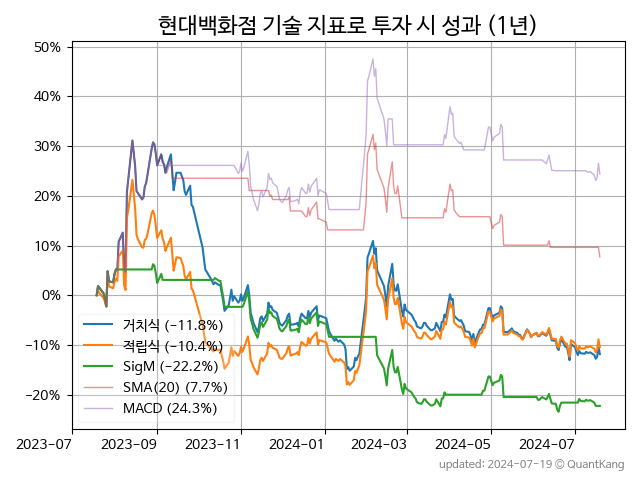 현대백화점 기술 지표로 투자 시 성과 (1년)
50%
40%
30%
20%
10%
0%
−10%
−20%
거치식 (−11.8%)
적립식 (−10.4%)
SigM (−22.2%)
SMA(20) (7.7%)
MACD (24.3%)
2023−07 2023−09 2023−11 2024−01 2024−03 2024−05 2024−07
updated: 2024−07−19 ⓒ QuantKang